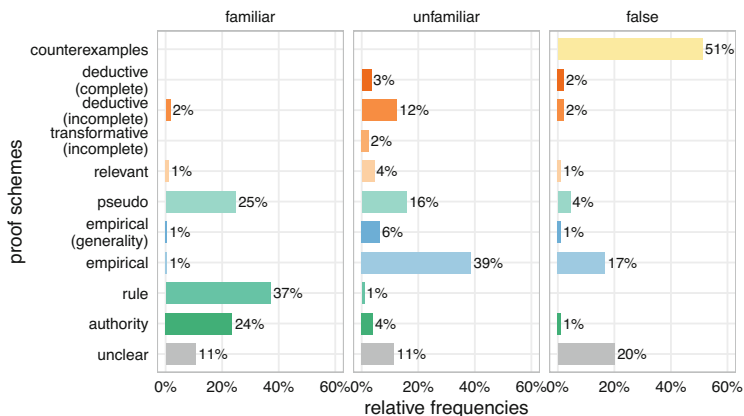 familiar unfamiliar false
counterexamples 51%
deductive
(complete) 3% 2%
deductive
(incomplete) 2% 12% 2%
transformative
(incomplete) 2%
relevant 1% 4% 1%
pseudo 25% 16% 4%
empirical
(generality) 1% 6% 1%
empirical 1% 39% 17%
rule 37% 1%
authority 24% 4% 1%
unclear 11% 11% 20%
0% 20% 40% 60% 0% 20% 40% 60% 0% 20% 40% 60%
relative frequencies
proof schemes